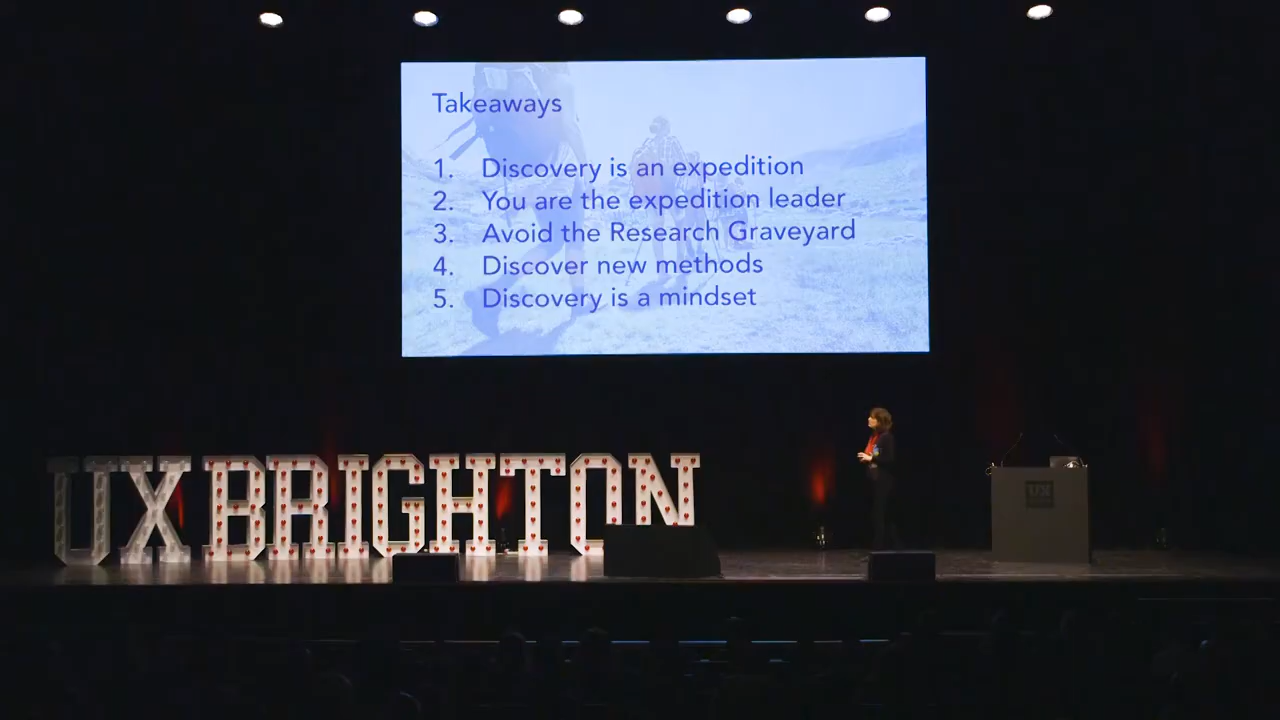 Takeaways
1. Discovery is an expedition
2. You are the expedition leader
3. Avoid the Research Graveyard
4. Discover new methods
5. Discovery is a mindset
UX BRIGHTON
UX